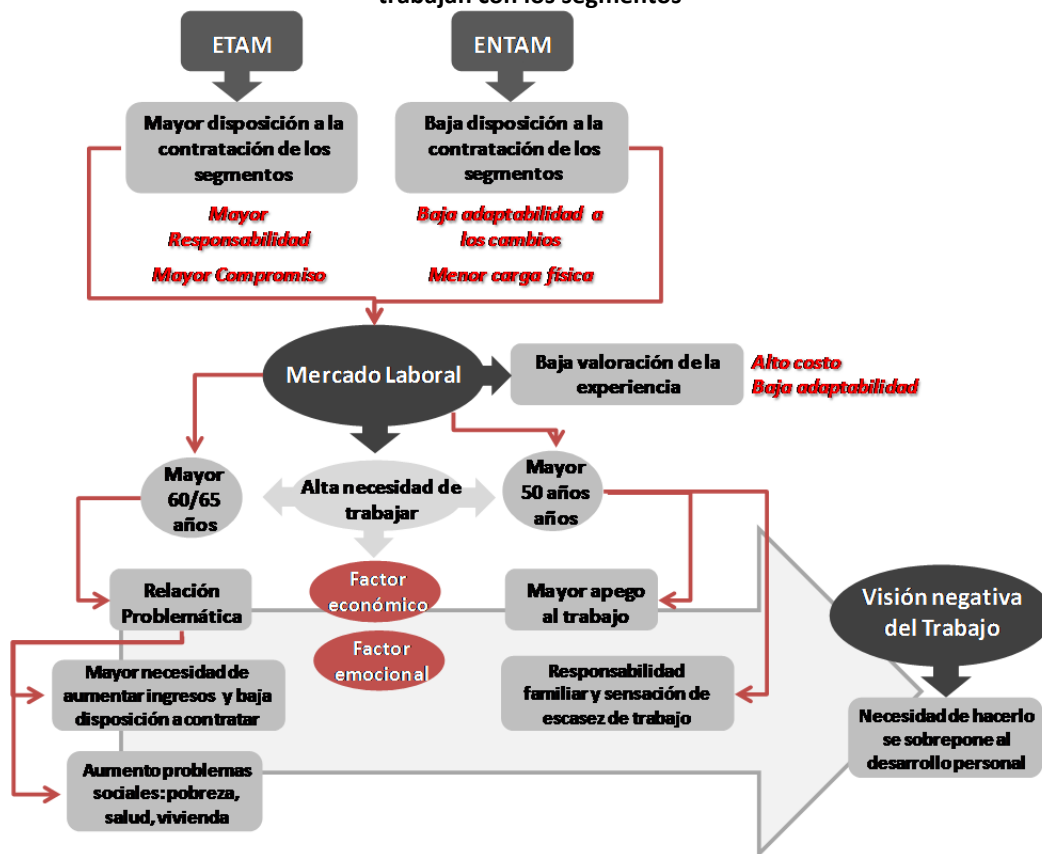 trabajan con los segmentos
ETAM
ENTAM
Mayor disposición a la
contratación de los
segmentos
Baja disposición a la
contratación de los
segmentos
Mayor
Responsabilidad
Mayor Compromiso
Baja adaptabilidad a
los cambios
Menor carga física
Mercado Laboral
Baja valoración de la
experiencia
Alto costo
Baja adaptabilidad
Mayor
60/65
años
Alta necesidad de
trabajar
Mayor
50 años
años
Relación
Problemática
Factor
económico
Mayor apego
al trabajo
Visión negativa
del Trabajo
Factor
emocional
Mayor necesidad de
aumentar ingresos y baja
disposición a contratar
Responsabilidad
familiar y sensación de
escasez de trabajo
Necesidad de hacerlo
se sobrepone al
desarrollo personal
Aumento problemas
sociales: pobreza,
salud, vivienda